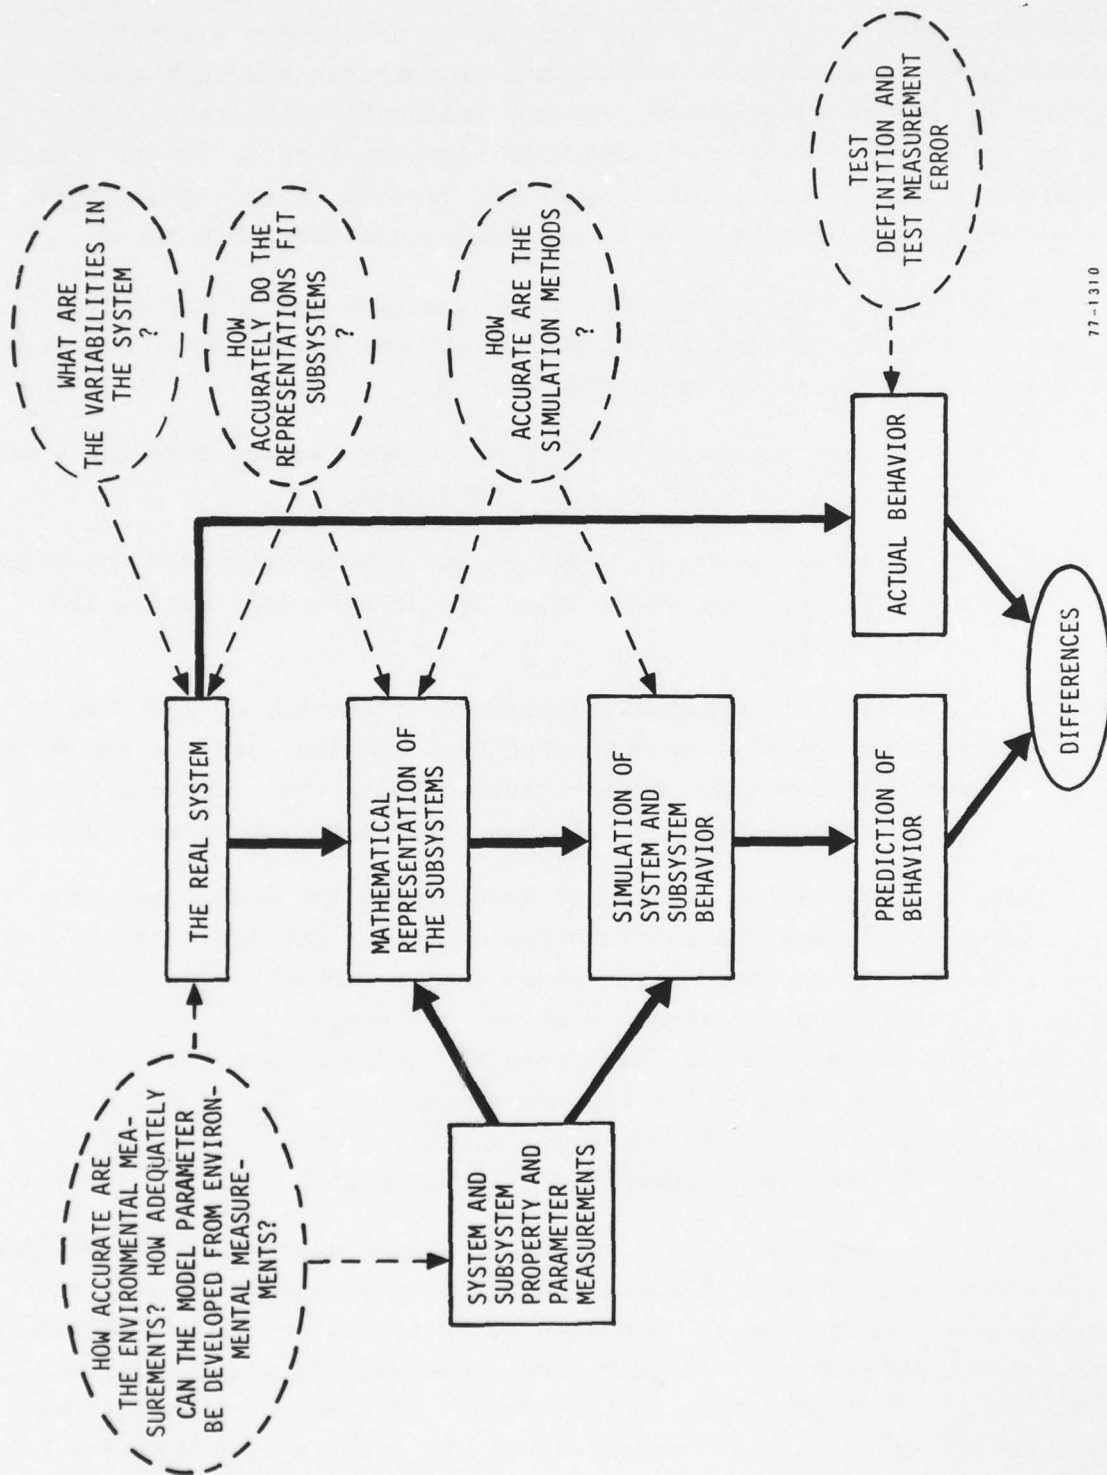 HOW ACCURATE ARE
THE ENVIRONMENTAL MEA-
SUREMENTS? HOW ADEQUATELY
CAN THE MODEL PARAMETER
BE DEVELOPED FROM ENVIRON-
MENTAL MEASURE-
MENTS?
WHAT ARE
THE VARIABILITIES IN
THE SYSTEM
?
THE REAL SYSTEM
HOW
ACCURATELY DO THE
REPRESENTATIONS FIT
SUBSYSTEMS
?
MATHEMATICAL
REPRESENTATION OF
THE SUBSYSTEMS
SYSTEM AND
SUBSYSTEM
PROPERTY AND
PARAMETER
MEASUREMENTS
HOW
ACCURATE ARE THE
SIMULATION METHODS
?
SIMULATION OF
SYSTEM AND
SUBSYSTEM
BEHAVIOR
PREDICTION OF
BEHAVIOR
ACTUAL BEHAVIOR
TEST
DEFINITION AND
TEST MEASUREMENT
ERROR
DIFFERENCES
77-1310